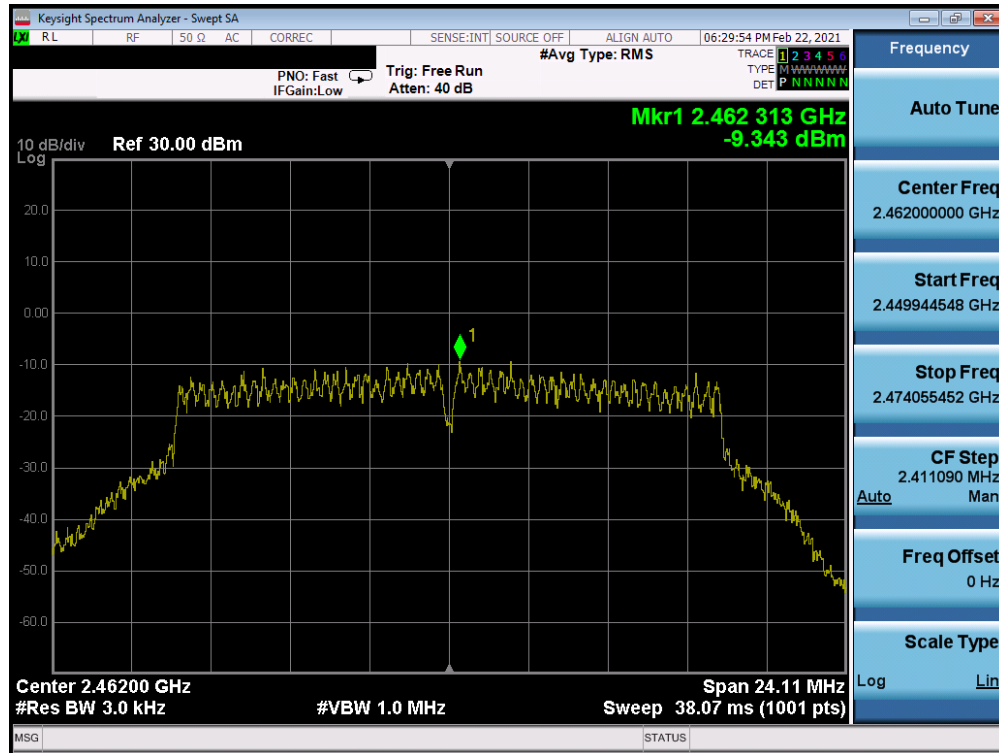 Keysight Spectrum Analyzer - Swept SA
LXI RL RF 50 Ω AC CORREC SENSE:INT SOURCE OFF ALIGN AUTO 06:29:54 PM Feb 22, 2021
#Avg Type: RMS
PNO: Fast
IFGain:Low
Trig: Free Run
Atten: 40 dB
TRACE 1 2 3 4 5 6
TYPE M WWWWWW
DET P N N N N N
Mkr1 2.462 313 GHz
-9.343 dBm
10 dB/div Ref 30.00 dBm
Log
20.0
10.0
0.00
-10.0
-20.0
-30.0
-40.0
-50.0
-60.0
1
Center 2.46200 GHz Span 24.11 MHz
#Res BW 3.0 kHz #VBW 1.0 MHz Sweep 38.07 ms (1001 pts)
MSG STATUS
Frequency
Auto Tune
Center Freq
2.462000000 GHz
Start Freq
2.449944548 GHz
Stop Freq
2.474055452 GHz
CF Step
2.411090 MHz
Auto Man
Freq Offset
0 Hz
Scale Type
Log Lin